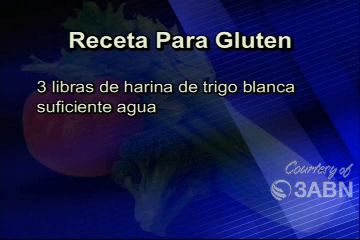 Receta Para Gluten
3 libras de harina de trigo blanca
suficiente agua
Courtesy of
3ABN